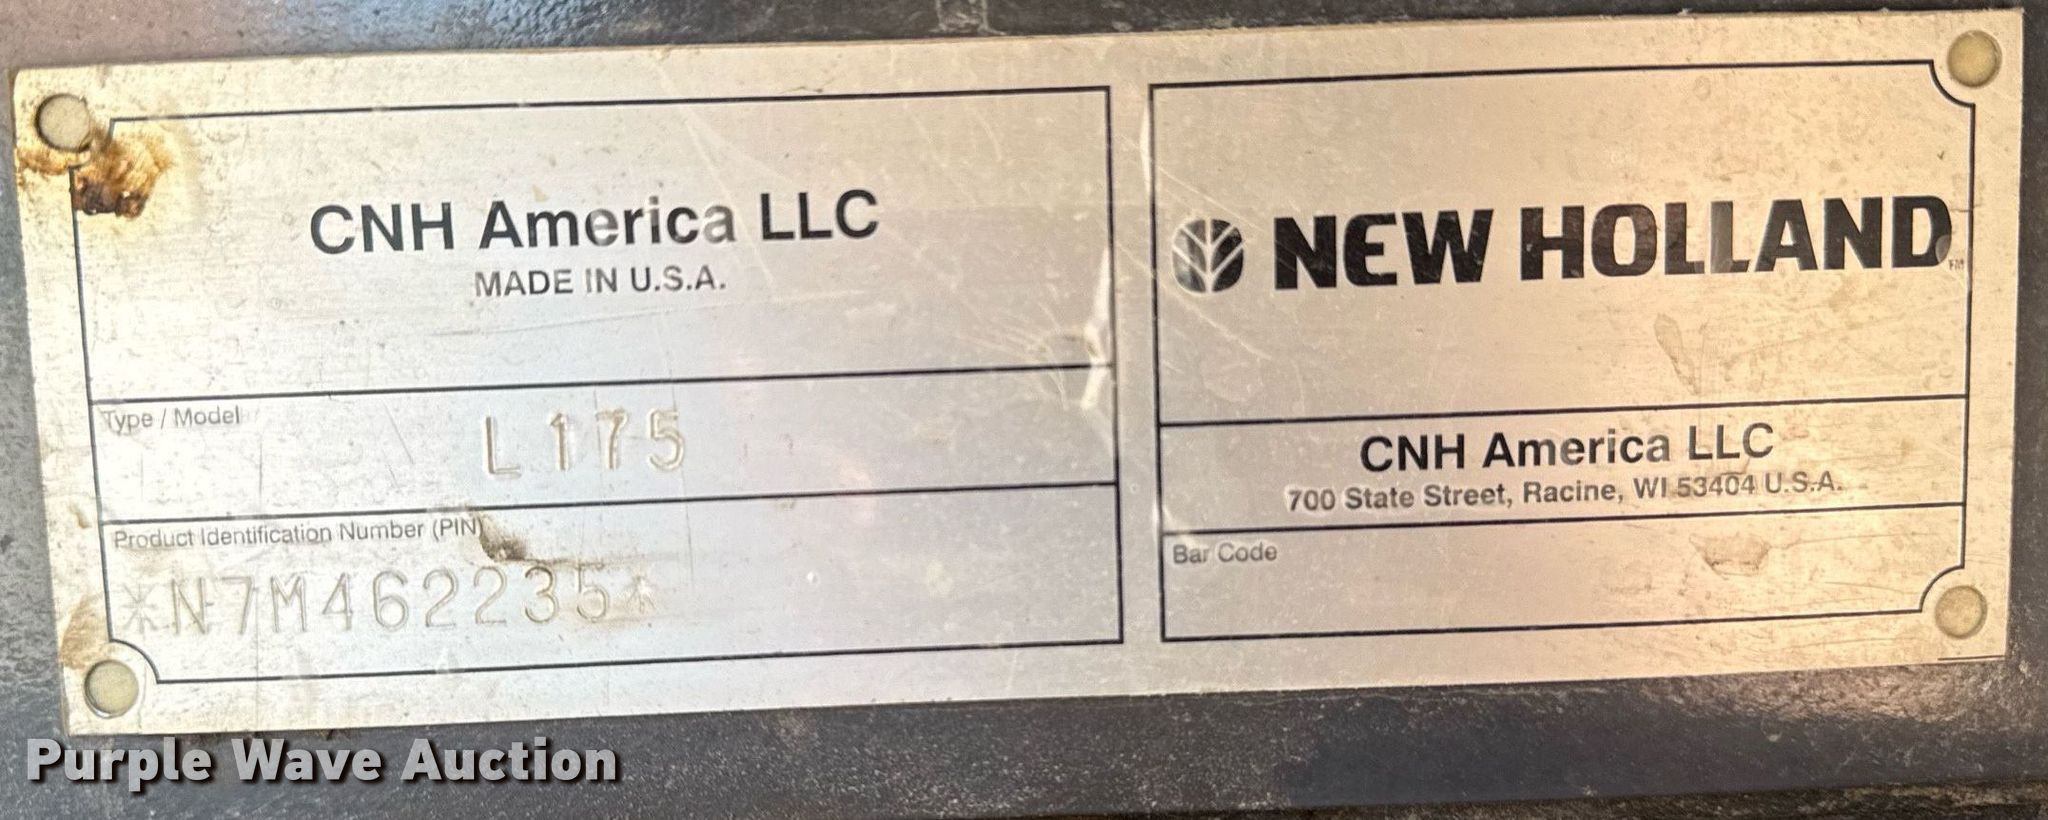 CNH America LLC
MADE IN U.S.A.
Type / Model
L175
Product Identification Number (PIN)
*N7M462235*
NEW HOLLAND
CNH America LLC
700 State Street, Racine, WI 53404 U.S.A.
Bar Code
Purple Wave Auction